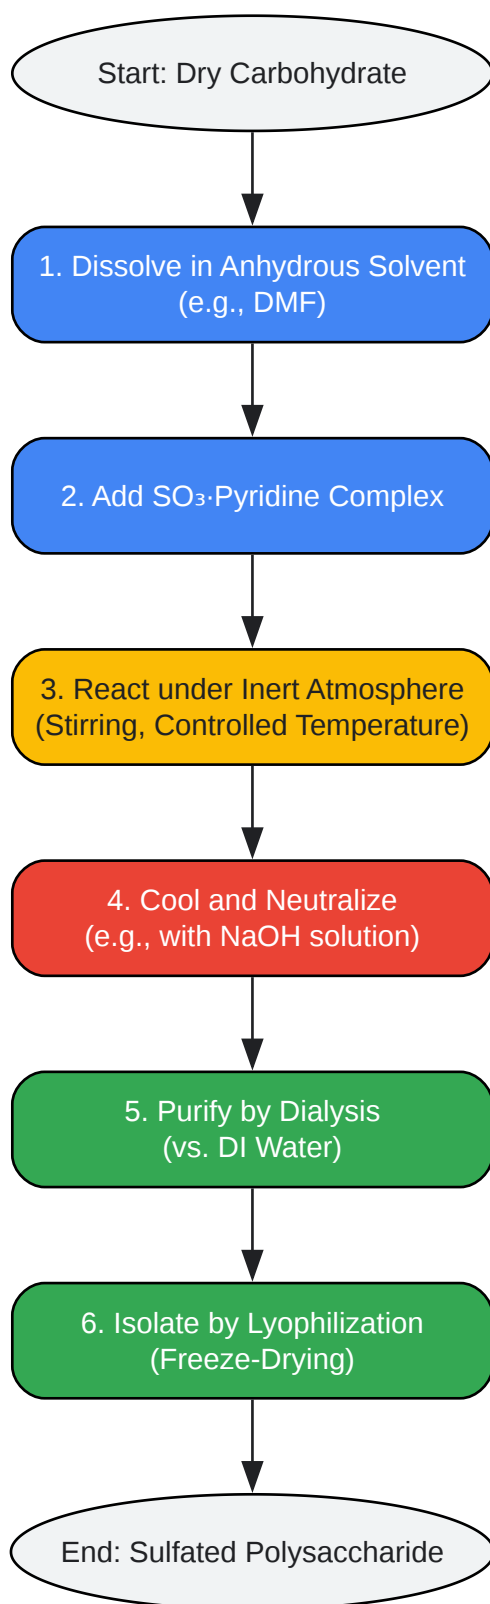 Start: Dry Carbohydrate
1. Dissolve in Anhydrous Solvent
(e.g., DMF)
2. Add SO₃·Pyridine Complex
3. React under Inert Atmosphere
(Stirring, Controlled Temperature)
4. Cool and Neutralize
(e.g., with NaOH solution)
5. Purify by Dialysis
(vs. DI Water)
6. Isolate by Lyophilization
(Freeze-Drying)
End: Sulfated Polysaccharide